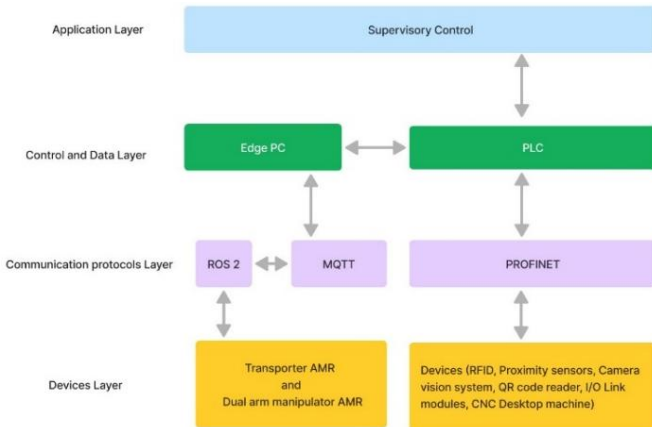 Application Layer
Supervisory Control
Control and Data Layer
Edge PC
PLC
Communication protocols Layer
ROS 2
MQTT
PROFINET
Devices Layer
Transporter AMR
and
Dual arm manipulator AMR
Devices (RFID, Proximity sensors, Camera
vision system, QR code reader, I/O Link
modules, CNC Desktop machine)